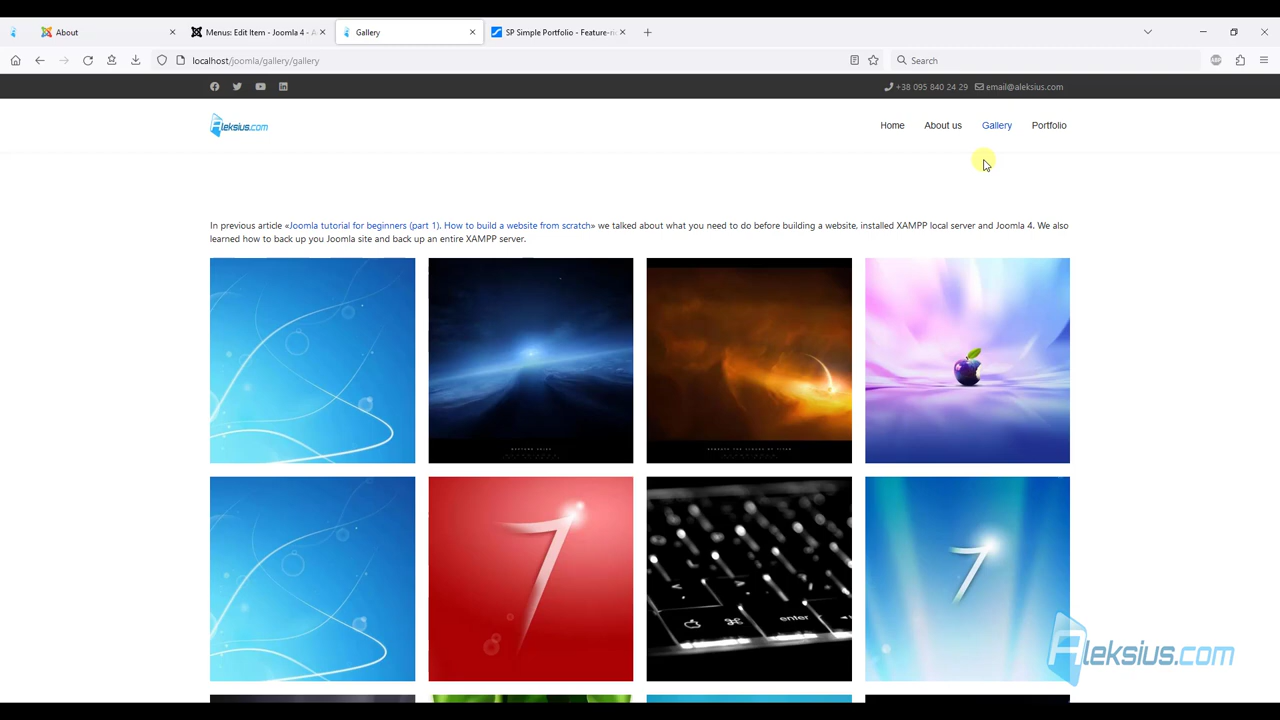 About
Menus: Edit Item - Joomla 4 - A
Gallery
SP Simple Portfolio - Feature-n
localhost/joomla/gallery/gallery
Search
+38 095 840 24 29 email@aleksius.com
Aleksius.com
Home About us Gallery Portfolio
In previous article «Joomla tutorial for beginners (part 1). How to build a website from scratch» we talked about what you need to do before building a website, installed XAMPP local server and Joomla 4. We also
learned how to back up you Joomla site and back up an entire XAMPP server.
7
enter
7
Aleksius.com